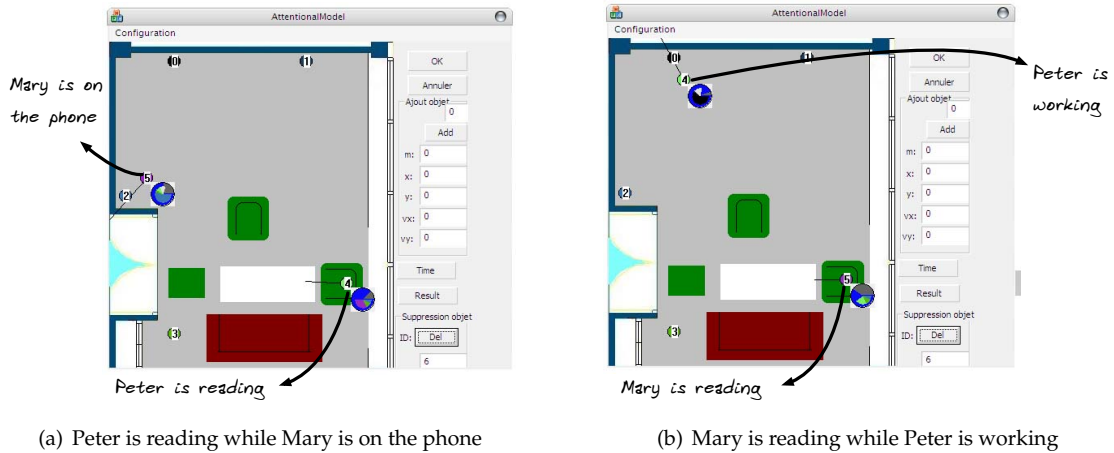 AttentionalModel
Configuration
0
1
OK
Annuler
Ajout objet
0
Add
m: 0
x: 0
y: 0
vx: 0
vy: 0
Time
Result
Suppression objet
ID: Del
6
Mary is on
the phone
5
2
4
3
Peter is reading
(a) Peter is reading while Mary is on the phone
AttentionalModel
Configuration
0
1
4
OK
Annuler
Ajout objet
0
Add
m: 0
x: 0
y: 0
vx: 0
vy: 0
Time
Result
Suppression objet
ID: Del
6
Peter is
working
2
5
3
Mary is reading
(b) Mary is reading while Peter is working